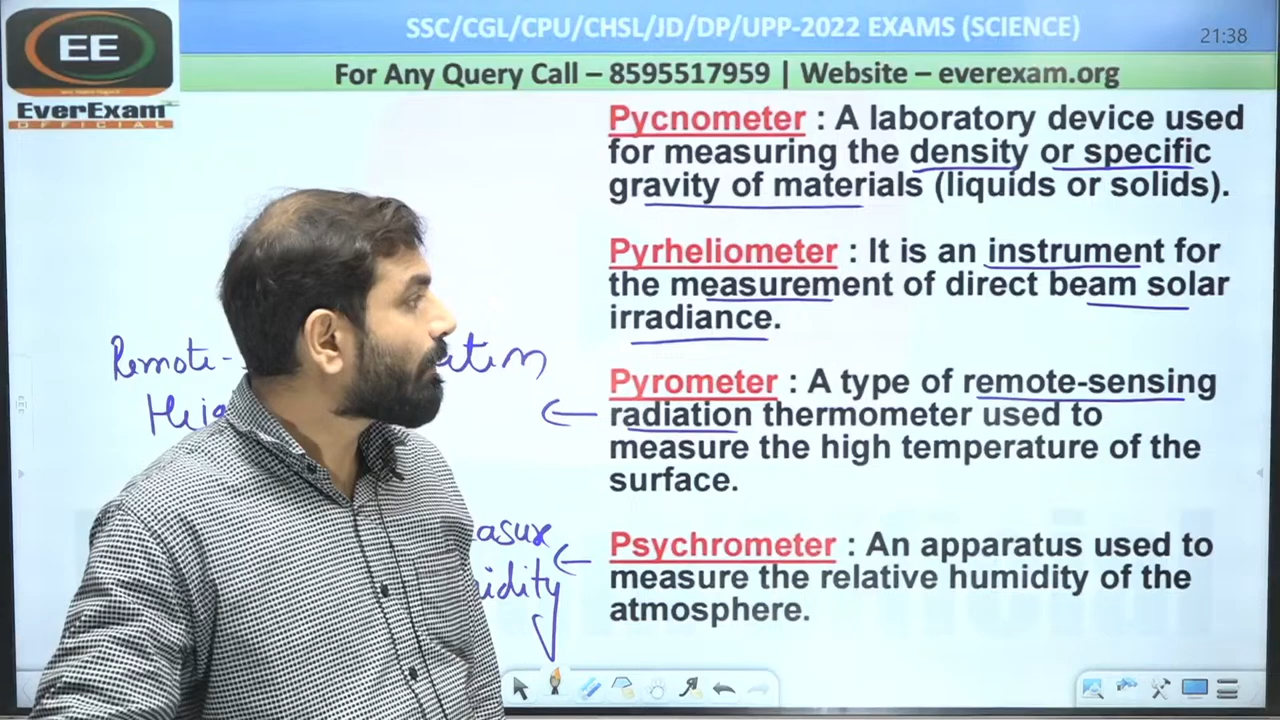 SSC/CGL/CPU/CHSL/JD/DP/UPP-2022 EXAMS (SCIENCE)
21:38
EE
For Any Query Call – 8595517959 | Website – everexam.org
EverExam
OFFICIAL
Pycnometer : A laboratory device used
for measuring the density or specific
gravity of materials (liquids or solids).
Pyrheliometer : It is an instrument for
the measurement of direct beam solar
irradiance.
Remote-
Pyrometer : A type of remote-sensing
radiation thermometer used to
measure the high temperature of the
surface.
Psychrometer : An apparatus used to
measure the relative humidity of the
atmosphere.